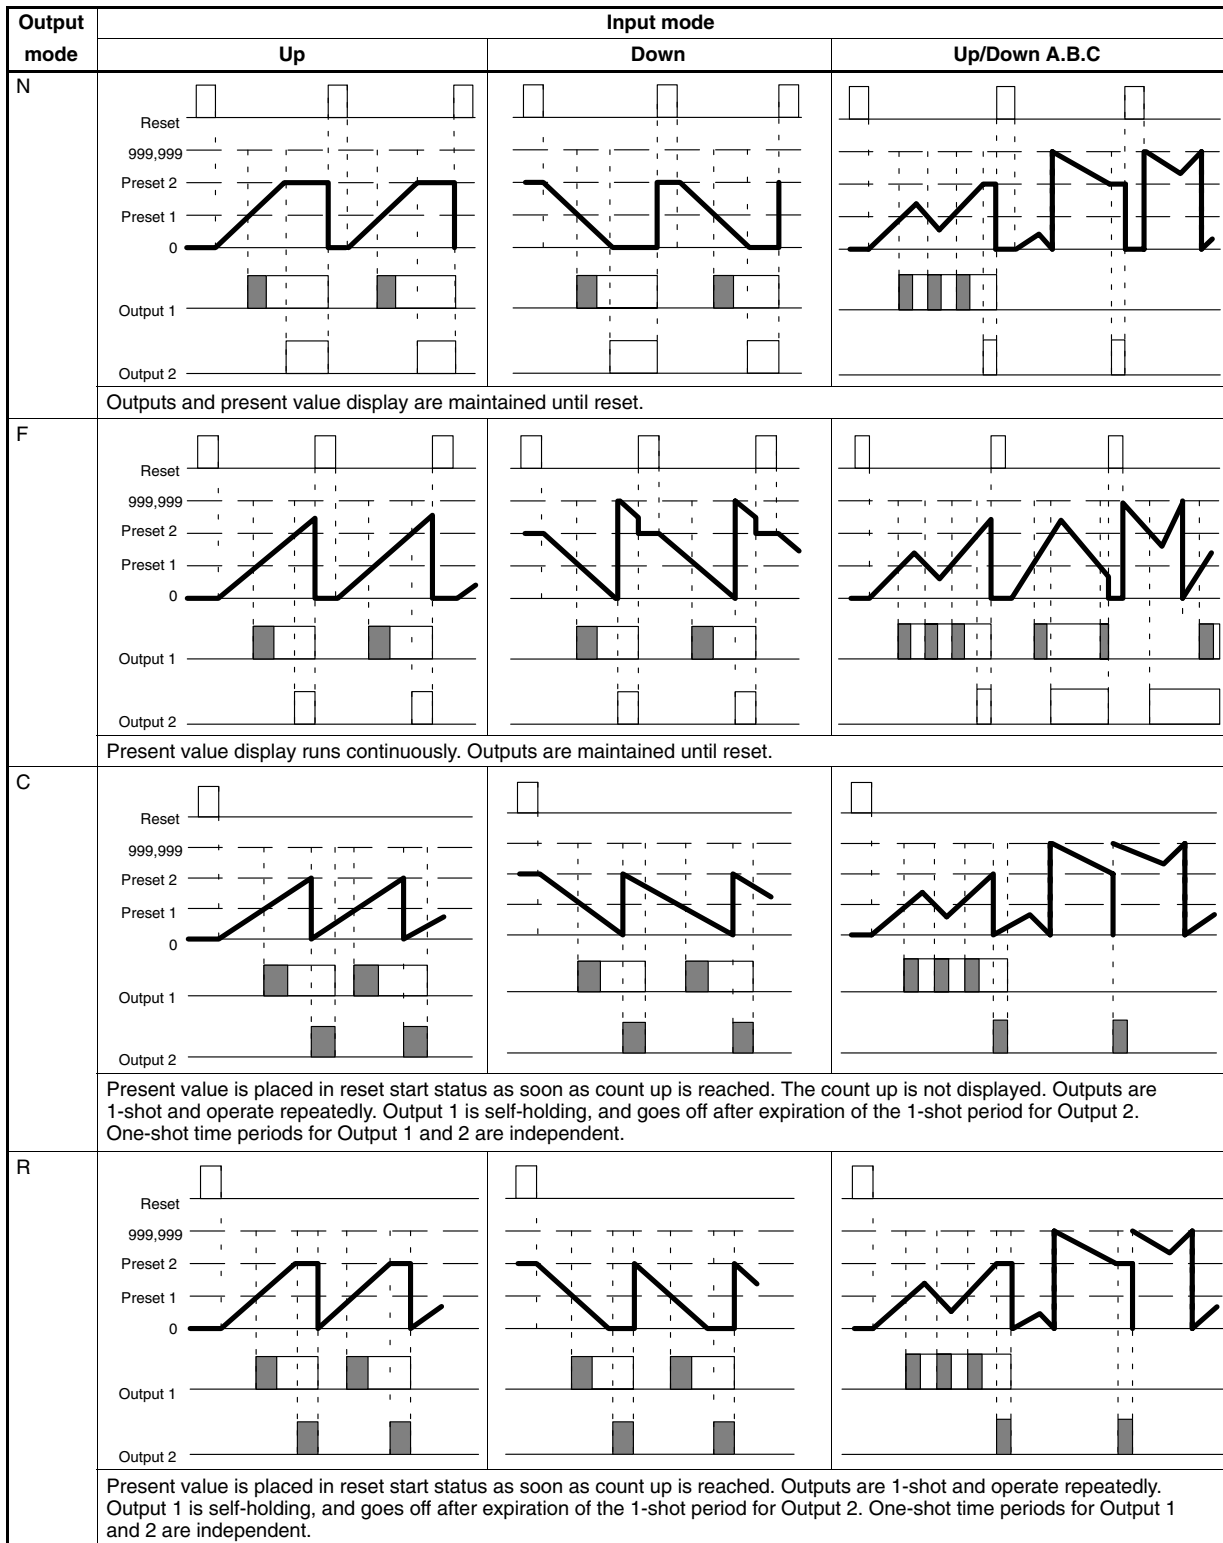 Output mode
Input mode
Up
Down
Up/Down A.B.C
N
Reset
999,999
Preset 2
Preset 1
0
Output 1
Output 2
Outputs and present value display are maintained until reset.
F
Reset
999,999
Preset 2
Preset 1
0
Output 1
Output 2
Present value display runs continuously. Outputs are maintained until reset.
C
Reset
999,999
Preset 2
Preset 1
0
Output 1
Output 2
Present value is placed in reset start status as soon as count up is reached. The count up is not displayed. Outputs are
1-shot and operate repeatedly. Output 1 is self-holding, and goes off after expiration of the 1-shot period for Output 2.
One-shot time periods for Output 1 and 2 are independent.
R
Reset
999,999
Preset 2
Preset 1
0
Output 1
Output 2
Present value is placed in reset start status as soon as count up is reached. Outputs are 1-shot and operate repeatedly.
Output 1 is self-holding, and goes off after expiration of the 1-shot period for Output 2. One-shot time periods for Output 1
and 2 are independent.